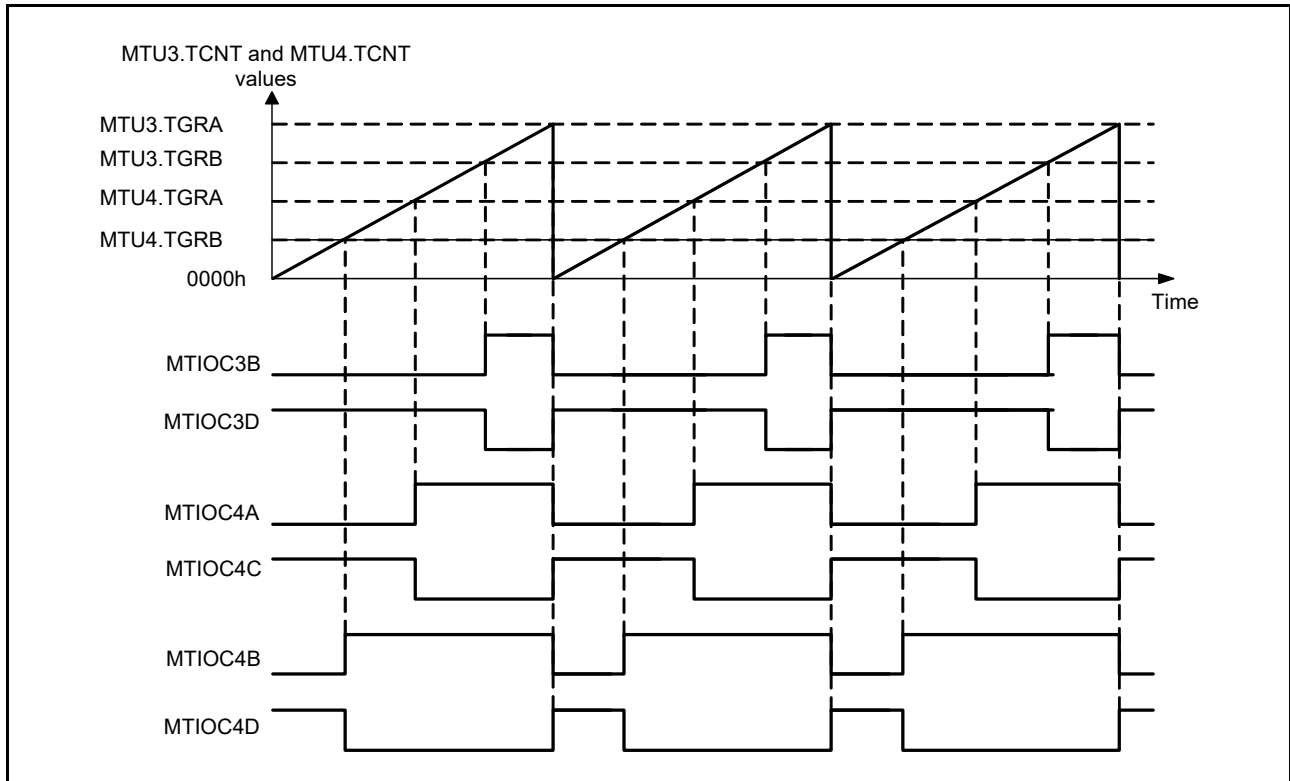 MTU3.TCNT and MTU4.TCNT
values
MTU3.TGRA
MTU3.TGRB
MTU4.TGRA
MTU4.TGRB
0000h
Time
MTIOC3B
MTIOC3D
MTIOC4A
MTIOC4C
MTIOC4B
MTIOC4D